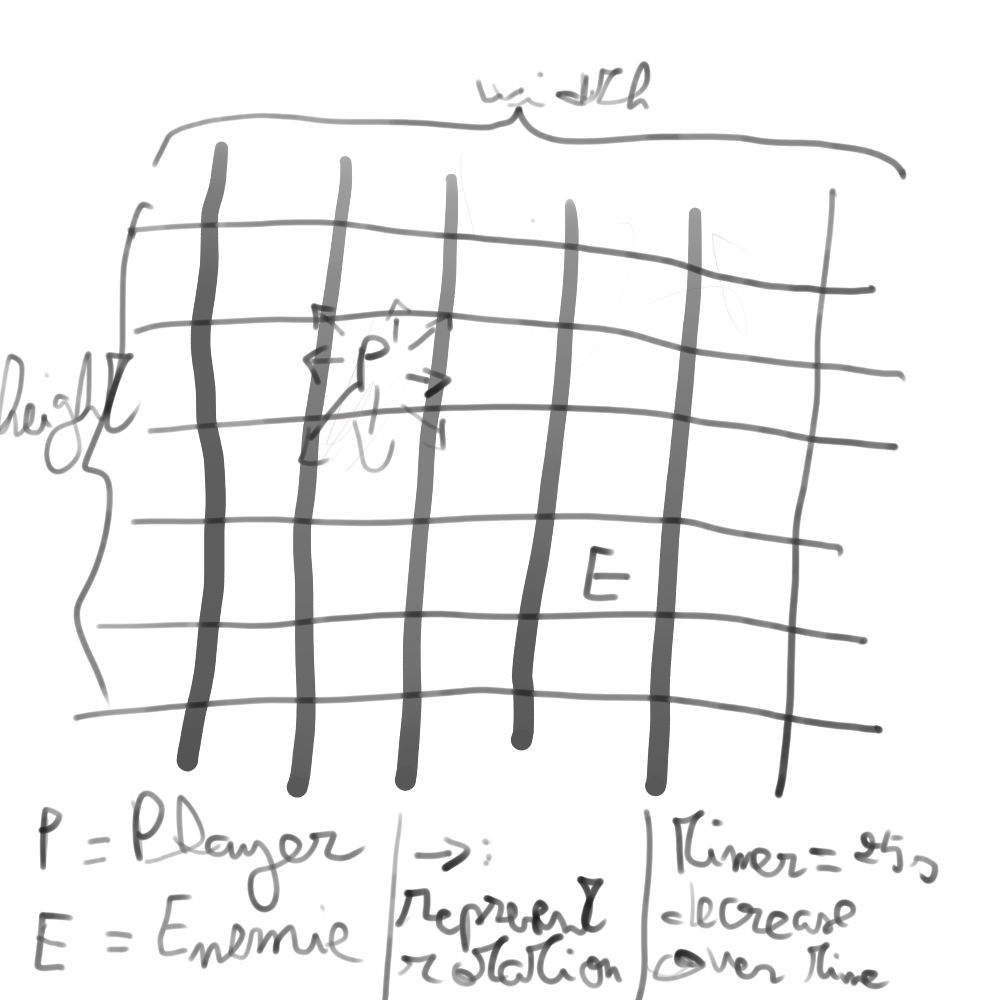 width
height
P
E
P = Player
E = Enemie
→:
represent
rotation
Timer = 25s
decrease
over time